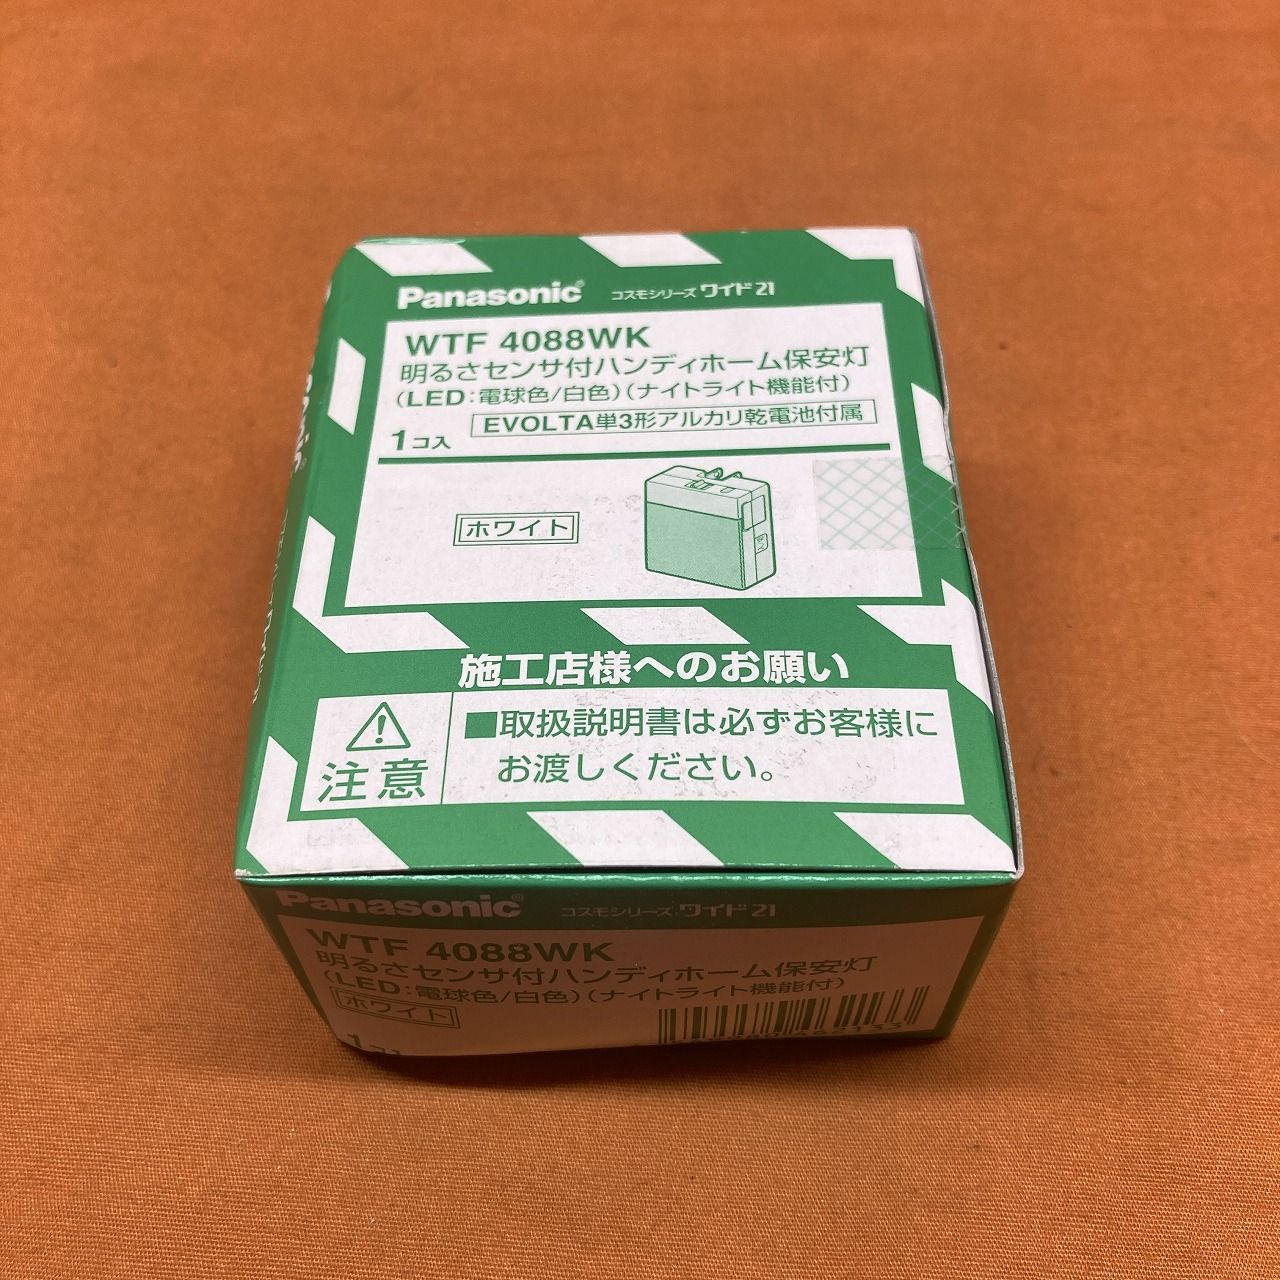 Panasonic コスモシリーズ ワイド21
WTF 4088WK
明るさセンサ付ハンディホーム保安灯
(LED:電球色/白色)(ナイトライト機能付)
EVOLTA単3形アルカリ乾電池付属
1コ入
ホワイト
施工店様へのお願い
注意
■取扱説明書は必ずお客様に
お渡しください。
Panasonic コスモシリーズ ワイド21
WTF 4088WK
明るさセンサ付ハンディホーム保安灯
(LED:電球色/白色)(ナイトライト機能付)
ホワイト